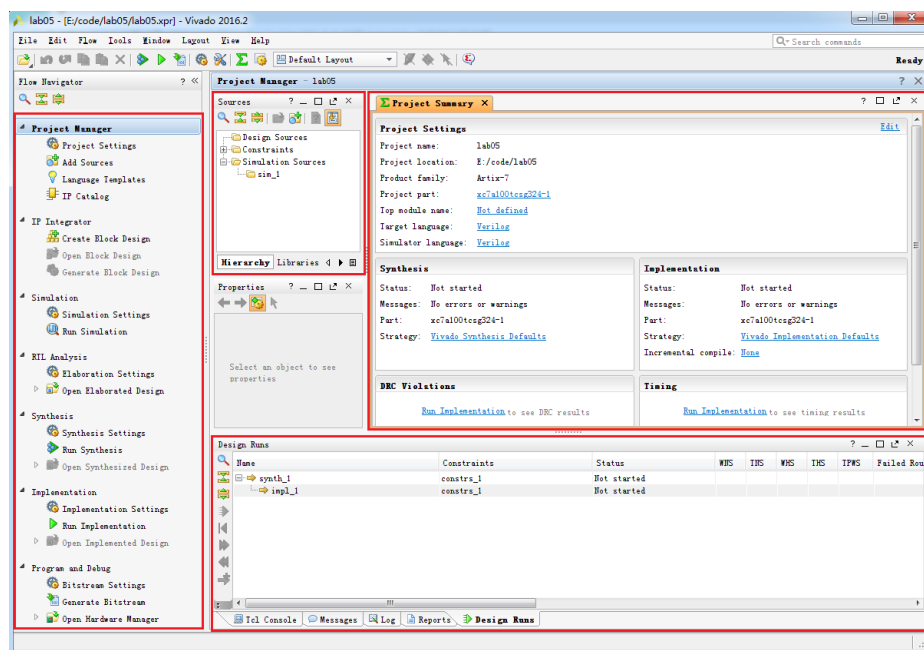 lab05 - [E:/code/lab05/lab05.xpr] - Vivado 2016.2
File Edit Flow Tools Window Layout View Help
Search commands
Default Layout
Ready
Flow Navigator
Project Manager
Project Settings
Add Sources
Language Templates
IP Catalog
IP Integrator
Create Block Design
Open Block Design
Generate Block Design
Simulation
Simulation Settings
Run Simulation
RTL Analysis
Elaboration Settings
Open Elaborated Design
Synthesis
Synthesis Settings
Run Synthesis
Open Synthesized Design
Implementation
Implementation Settings
Run Implementation
Open Implemented Design
Program and Debug
Bitstream Settings
Generate Bitstream
Open Hardware Manager
Project Manager - lab05
Sources
Design Sources
Constraints
Simulation Sources
sim_1
Hierarchy Libraries
Properties
Select an object to see
properties
Project Summary
Project Settings Edit
Project name: lab05
Project location: E:/code/lab05
Product family: Artix-7
Project part: xc7a100tcsg324-1
Top module name: Not defined
Target language: Verilog
Simulator language: Verilog
Synthesis
Status: Not started
Messages: No errors or warnings
Part: xc7a100tcsg324-1
Strategy: Vivado Synthesis Defaults
Implementation
Status: Not started
Messages: No errors or warnings
Part: xc7a100tcsg324-1
Strategy: Vivado Implementation Defaults
Incremental compile: None
DRC Violations
Run Implementation to see DRC results
Timing
Run Implementation to see timing results
Design Runs
Name Constraints Status WNS TNS WHS THS TPWS Failed Rou
synth_1 constrs_1 Not started
impl_1 constrs_1 Not started
Tcl Console Messages Log Reports Design Runs